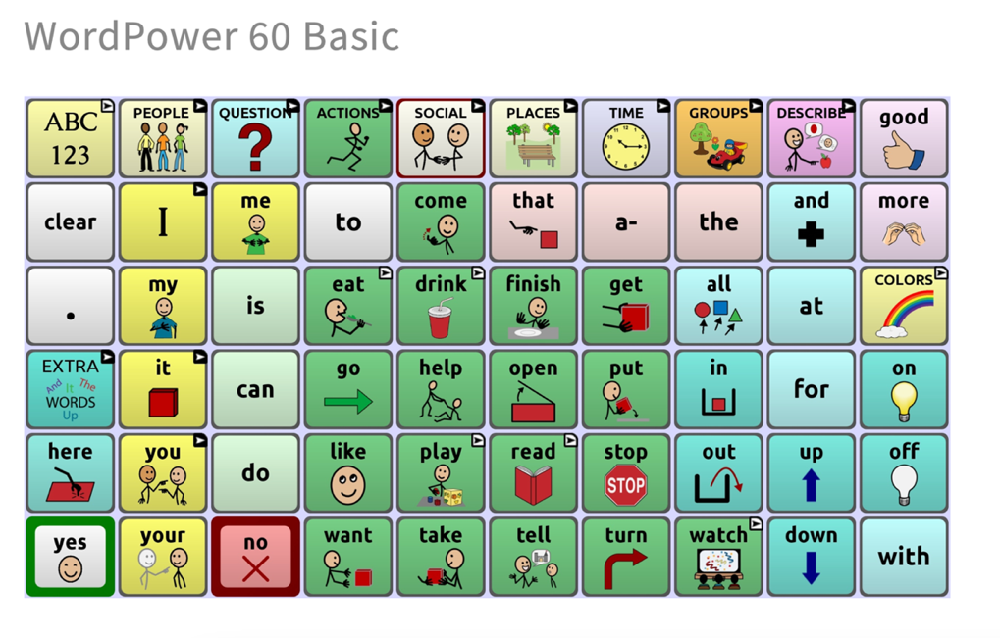 WordPower 60 Basic
ABC
123
PEOPLE
QUESTION
ACTIONS
SOCIAL
PLACES
TIME
GROUPS
DESCRIBE
good
clear
I
me
to
come
that
a-
the
and
more
.
my
is
eat
drink
finish
get
all
at
COLORS
EXTRA
And It The
WORDS
Up
it
can
go
help
open
put
in
for
on
here
you
do
like
play
read
stop
STOP
out
up
off
yes
your
no
want
take
tell
turn
watch
down
with